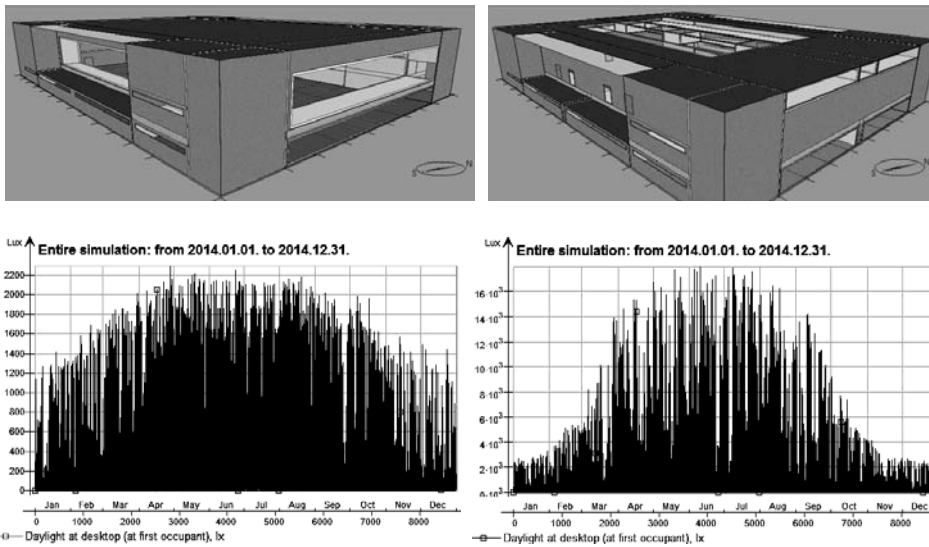 S N
S N
Lux Entire simulation: from 2014.01.01. to 2014.12.31.
2200
2000
1800
1600
1400
1200
1000
800
600
400
200
0
Jan Feb Mar Apr May Jun Jul Aug Sep Oct Nov Dec
0 1000 2000 3000 4000 5000 6000 7000 8000
Daylight at desktop (at first occupant), lx
Lux Entire simulation: from 2014.01.01. to 2014.12.31.
16·10³
14·10³
12·10³
10·10³
8·10³
6·10³
4·10³
2·10³
0·10³
Jan Feb Mar Apr May Jun Jul Aug Sep Oct Nov Dec
0 1000 2000 3000 4000 5000 6000 7000 8000
Daylight at desktop (at first occupant), lx